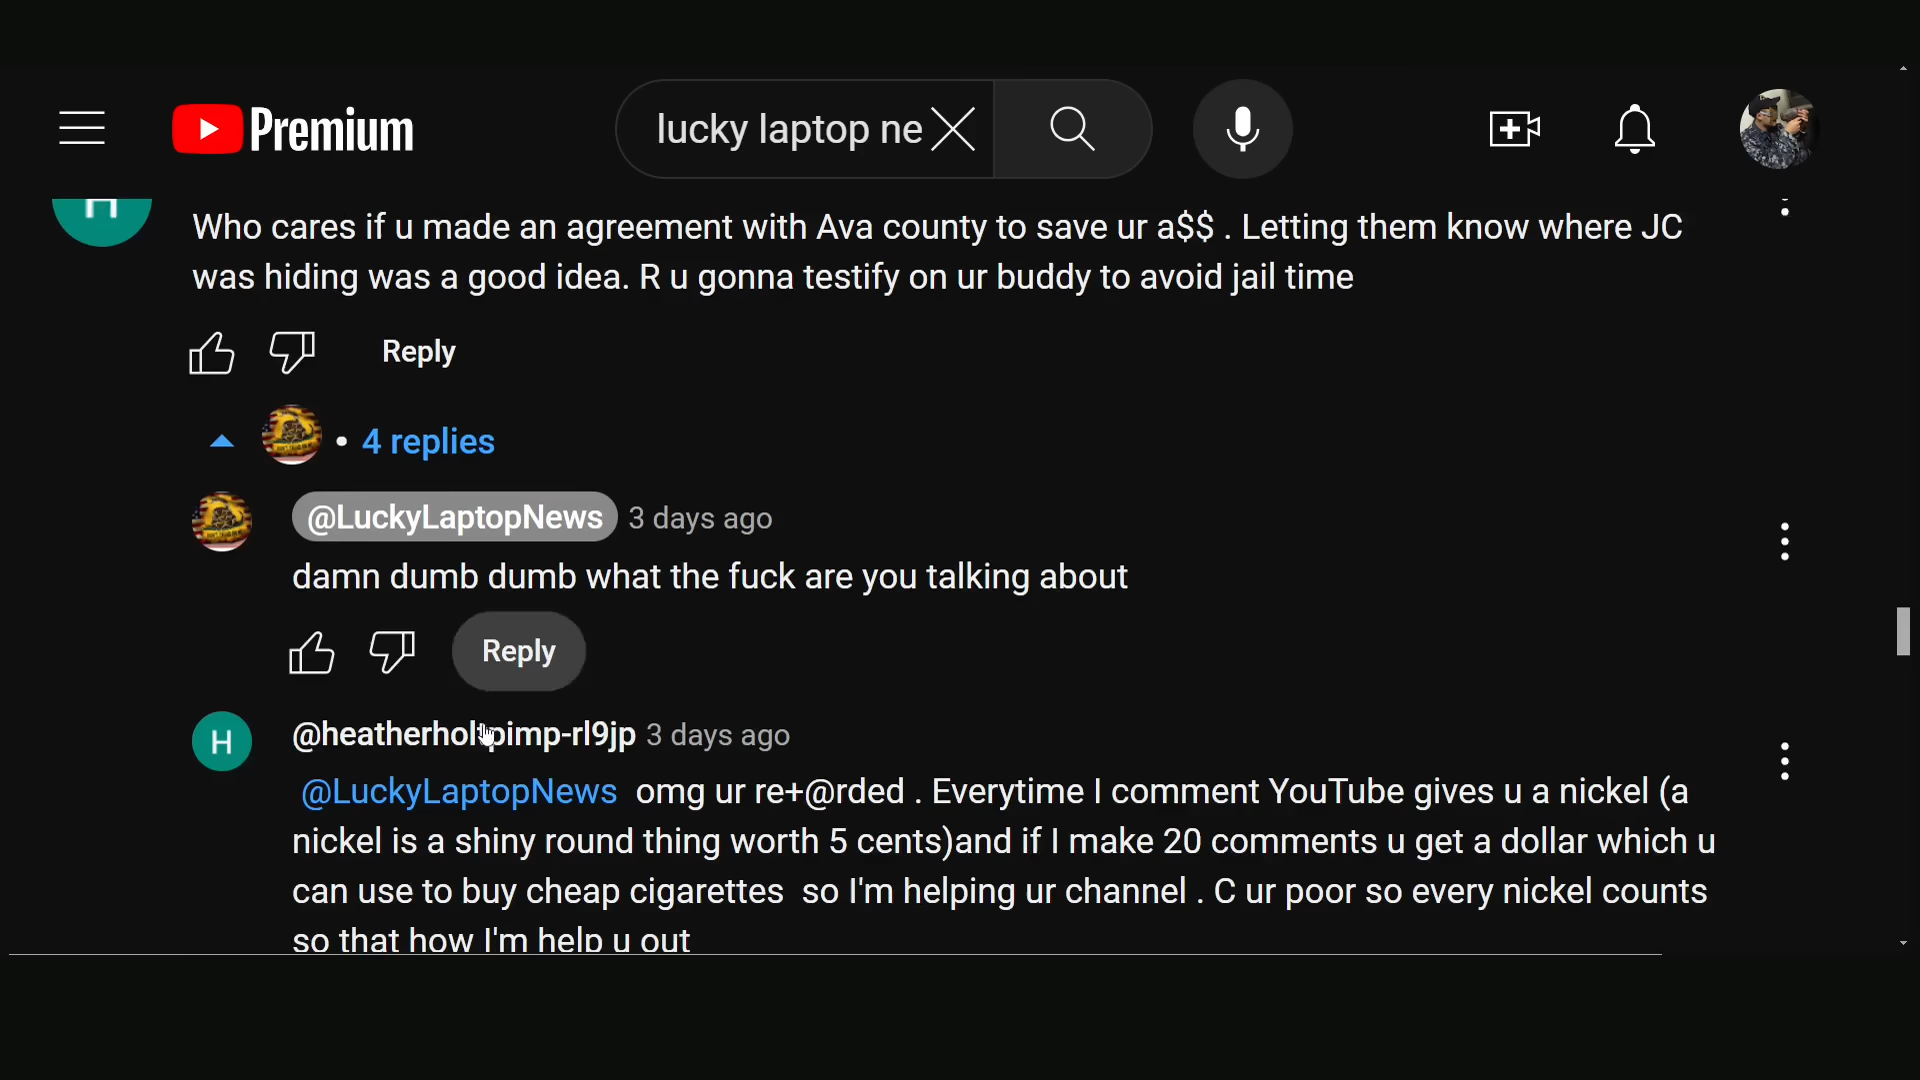 Premium
lucky laptop ne
H
Who cares if u made an agreement with Ava county to save ur a$$ . Letting them know where JC
was hiding was a good idea. R u gonna testify on ur buddy to avoid jail time
Reply
• 4 replies
@LuckyLaptopNews 3 days ago
damn dumb dumb what the fuck are you talking about
Reply
H
3 days ago
@LuckyLaptopNews omg ur re+@rded . Everytime I comment YouTube gives u a nickel (a
nickel is a shiny round thing worth 5 cents)and if I make 20 comments u get a dollar which u
can use to buy cheap cigarettes so I'm helping ur channel . C ur poor so every nickel counts
so that how I'm help u out